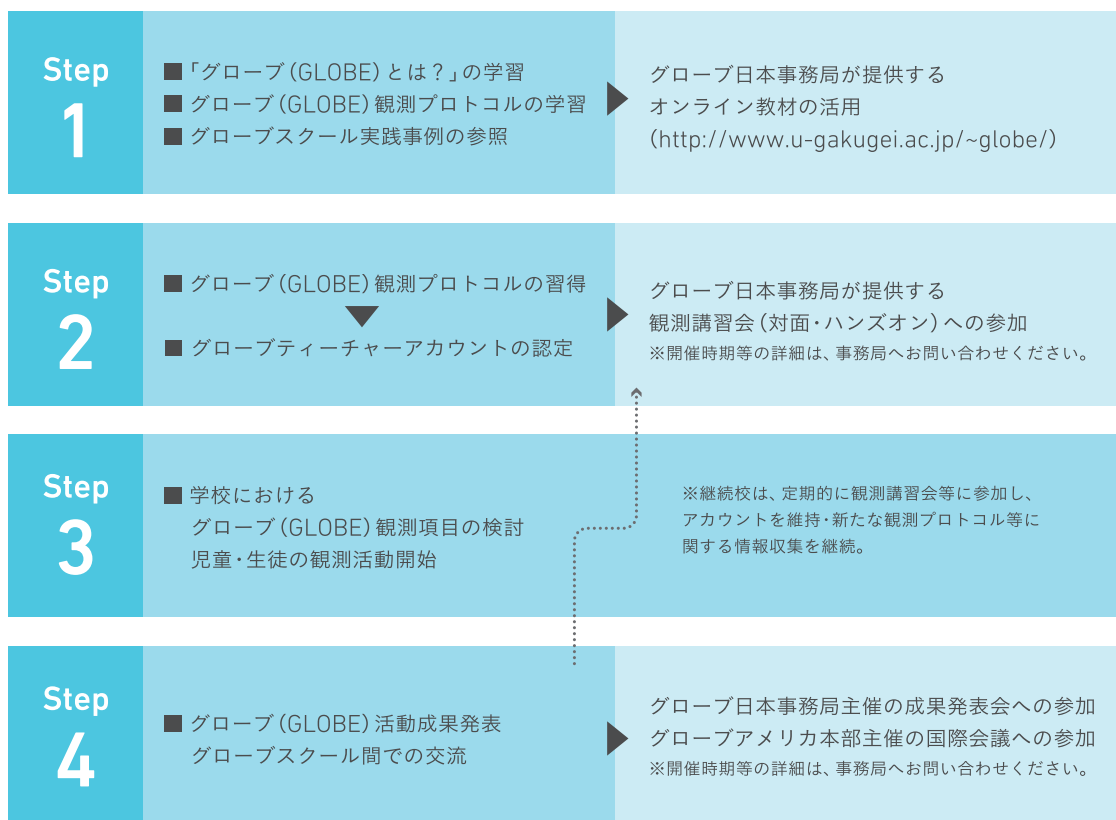 Step
1
■「グローブ(GLOBE)とは?」の学習
■ グローブ(GLOBE)観測プロトコルの学習
■ グローブスクール実践事例の参照
グローブ日本事務局が提供する
オンライン教材の活用
(http://www.u-gakugei.ac.jp/~globe/)
Step
2
■ グローブ(GLOBE)観測プロトコルの習得
■ グローブティーチャーアカウントの認定
グローブ日本事務局が提供する
観測講習会(対面・ハンズオン)への参加
※開催時期等の詳細は、事務局へお問い合わせください。
Step
3
■ 学校における
グローブ(GLOBE)観測項目の検討
児童・生徒の観測活動開始
※継続校は、定期的に観測講習会等に参加し、
アカウントを維持・新たな観測プロトコル等に
関する情報収集を継続。
Step
4
■ グローブ(GLOBE)活動成果発表
グローブスクール間での交流
グローブ日本事務局主催の成果発表会への参加
グローブアメリカ本部主催の国際会議への参加
※開催時期等の詳細は、事務局へお問い合わせください。